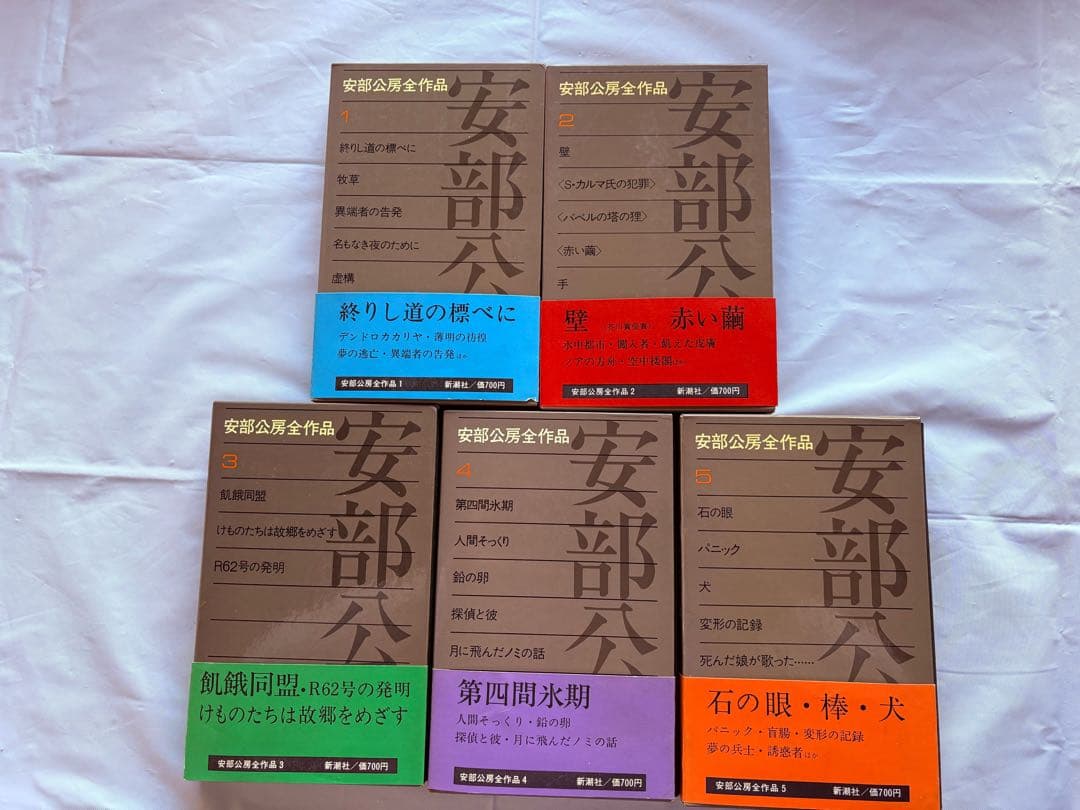 安部公房全作品
安部公
1
終りし道の標べに
牧草
異端者の告発
名もなき夜のために
虚構
終りし道の標べに
デンドロカカリヤ・薄明の彷徨
夢の逃亡・異端者の告発ほか
安部公房全作品1 新潮社/価700円
安部公房全作品
安部公
2
壁
〈S・カルマ氏の犯罪〉
〈バベルの塔の狸〉
〈赤い繭〉
手
壁(芥川賞受賞) 赤い繭
水中都市・闖入者・飢えた皮膚
ノアの方舟・空中楼閣ほか
安部公房全作品2 新潮社/価700円
安部公房全作品
安部公
3
飢餓同盟
けものたちは故郷をめざす
R62号の発明
飢餓同盟・R62号の発明
けものたちは故郷をめざす
安部公房全作品3 新潮社/価700円
安部公房全作品
安部公
4
第四間氷期
人間そっくり
鉛の卵
探偵と彼
月に飛んだノミの話
第四間氷期
人間そっくり・鉛の卵
探偵と彼・月に飛んだノミの話
安部公房全作品4 新潮社/価700円
安部公房全作品
安部公
5
石の眼
パニック
犬
変形の記録
死んだ娘が歌った……
石の眼・棒・犬
パニック・盲腸・変形の記録
夢の兵士・誘惑者ほか
安部公房全作品5 新潮社/価700円